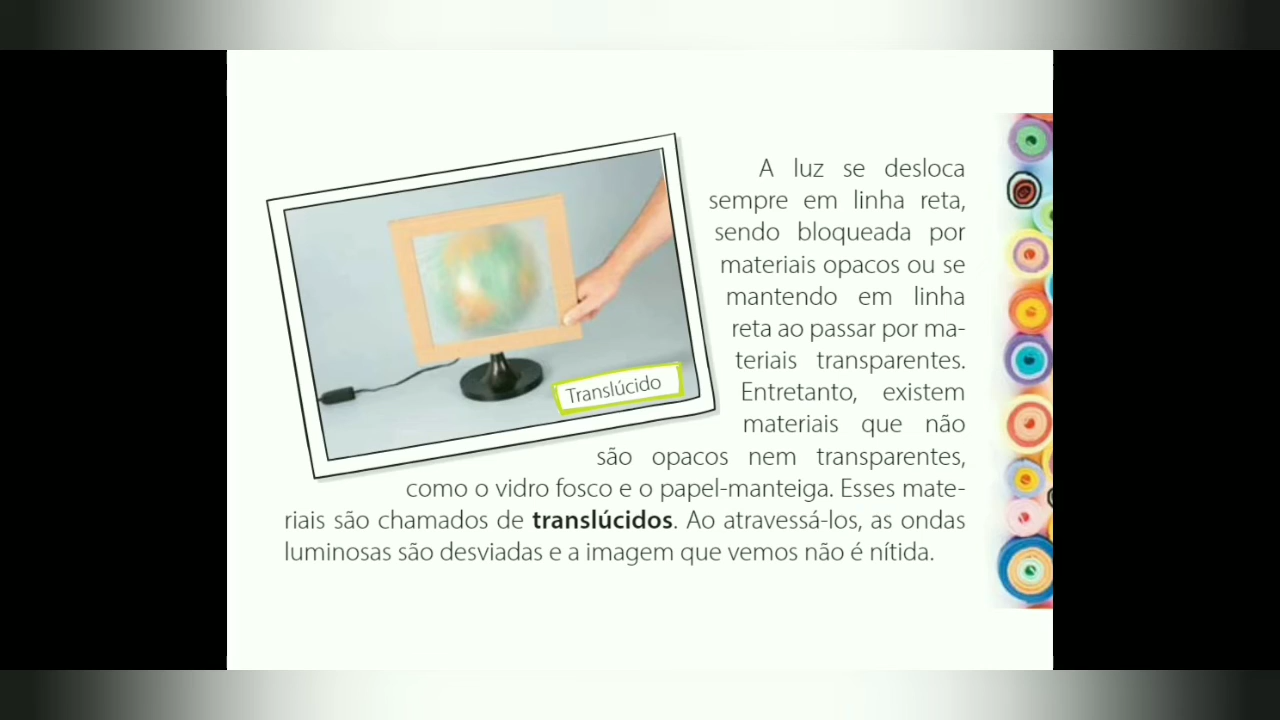 A luz se desloca
sempre em linha reta,
sendo bloqueada por
materiais opacos ou se
mantendo em linha
reta ao passar por ma-
teriais transparentes.
Entretanto, existem
materiais que não
são opacos nem transparentes,
como o vidro fosco e o papel-manteiga. Esses mate-
riais são chamados de translúcidos. Ao atravessá-los, as ondas
luminosas são desviadas e a imagem que vemos não é nítida.
Translúcido